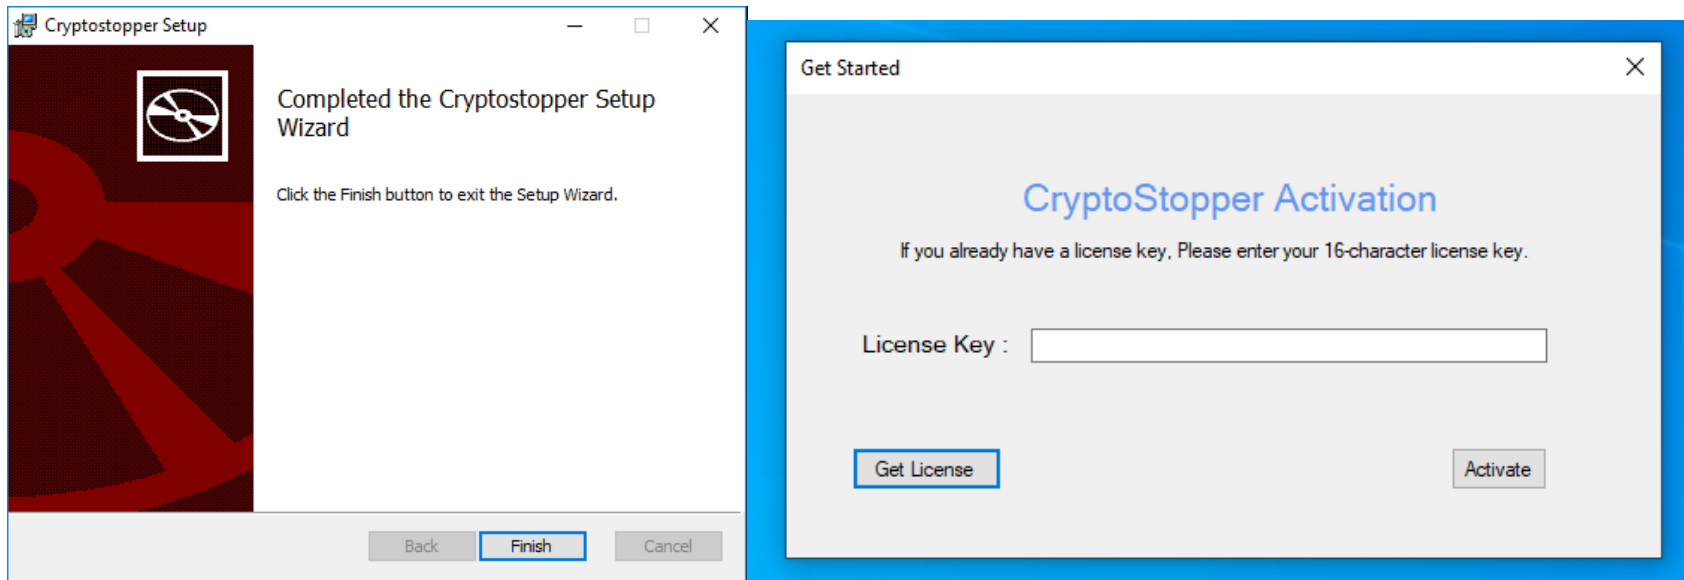 Cryptostopper Setup
Completed the Cryptostopper Setup
Wizard
Click the Finish button to exit the Setup Wizard.
Back
Finish
Cancel
Get Started
CryptoStopper Activation
If you already have a license key, Please enter your 16-character license key.
License Key :
Get License
Activate